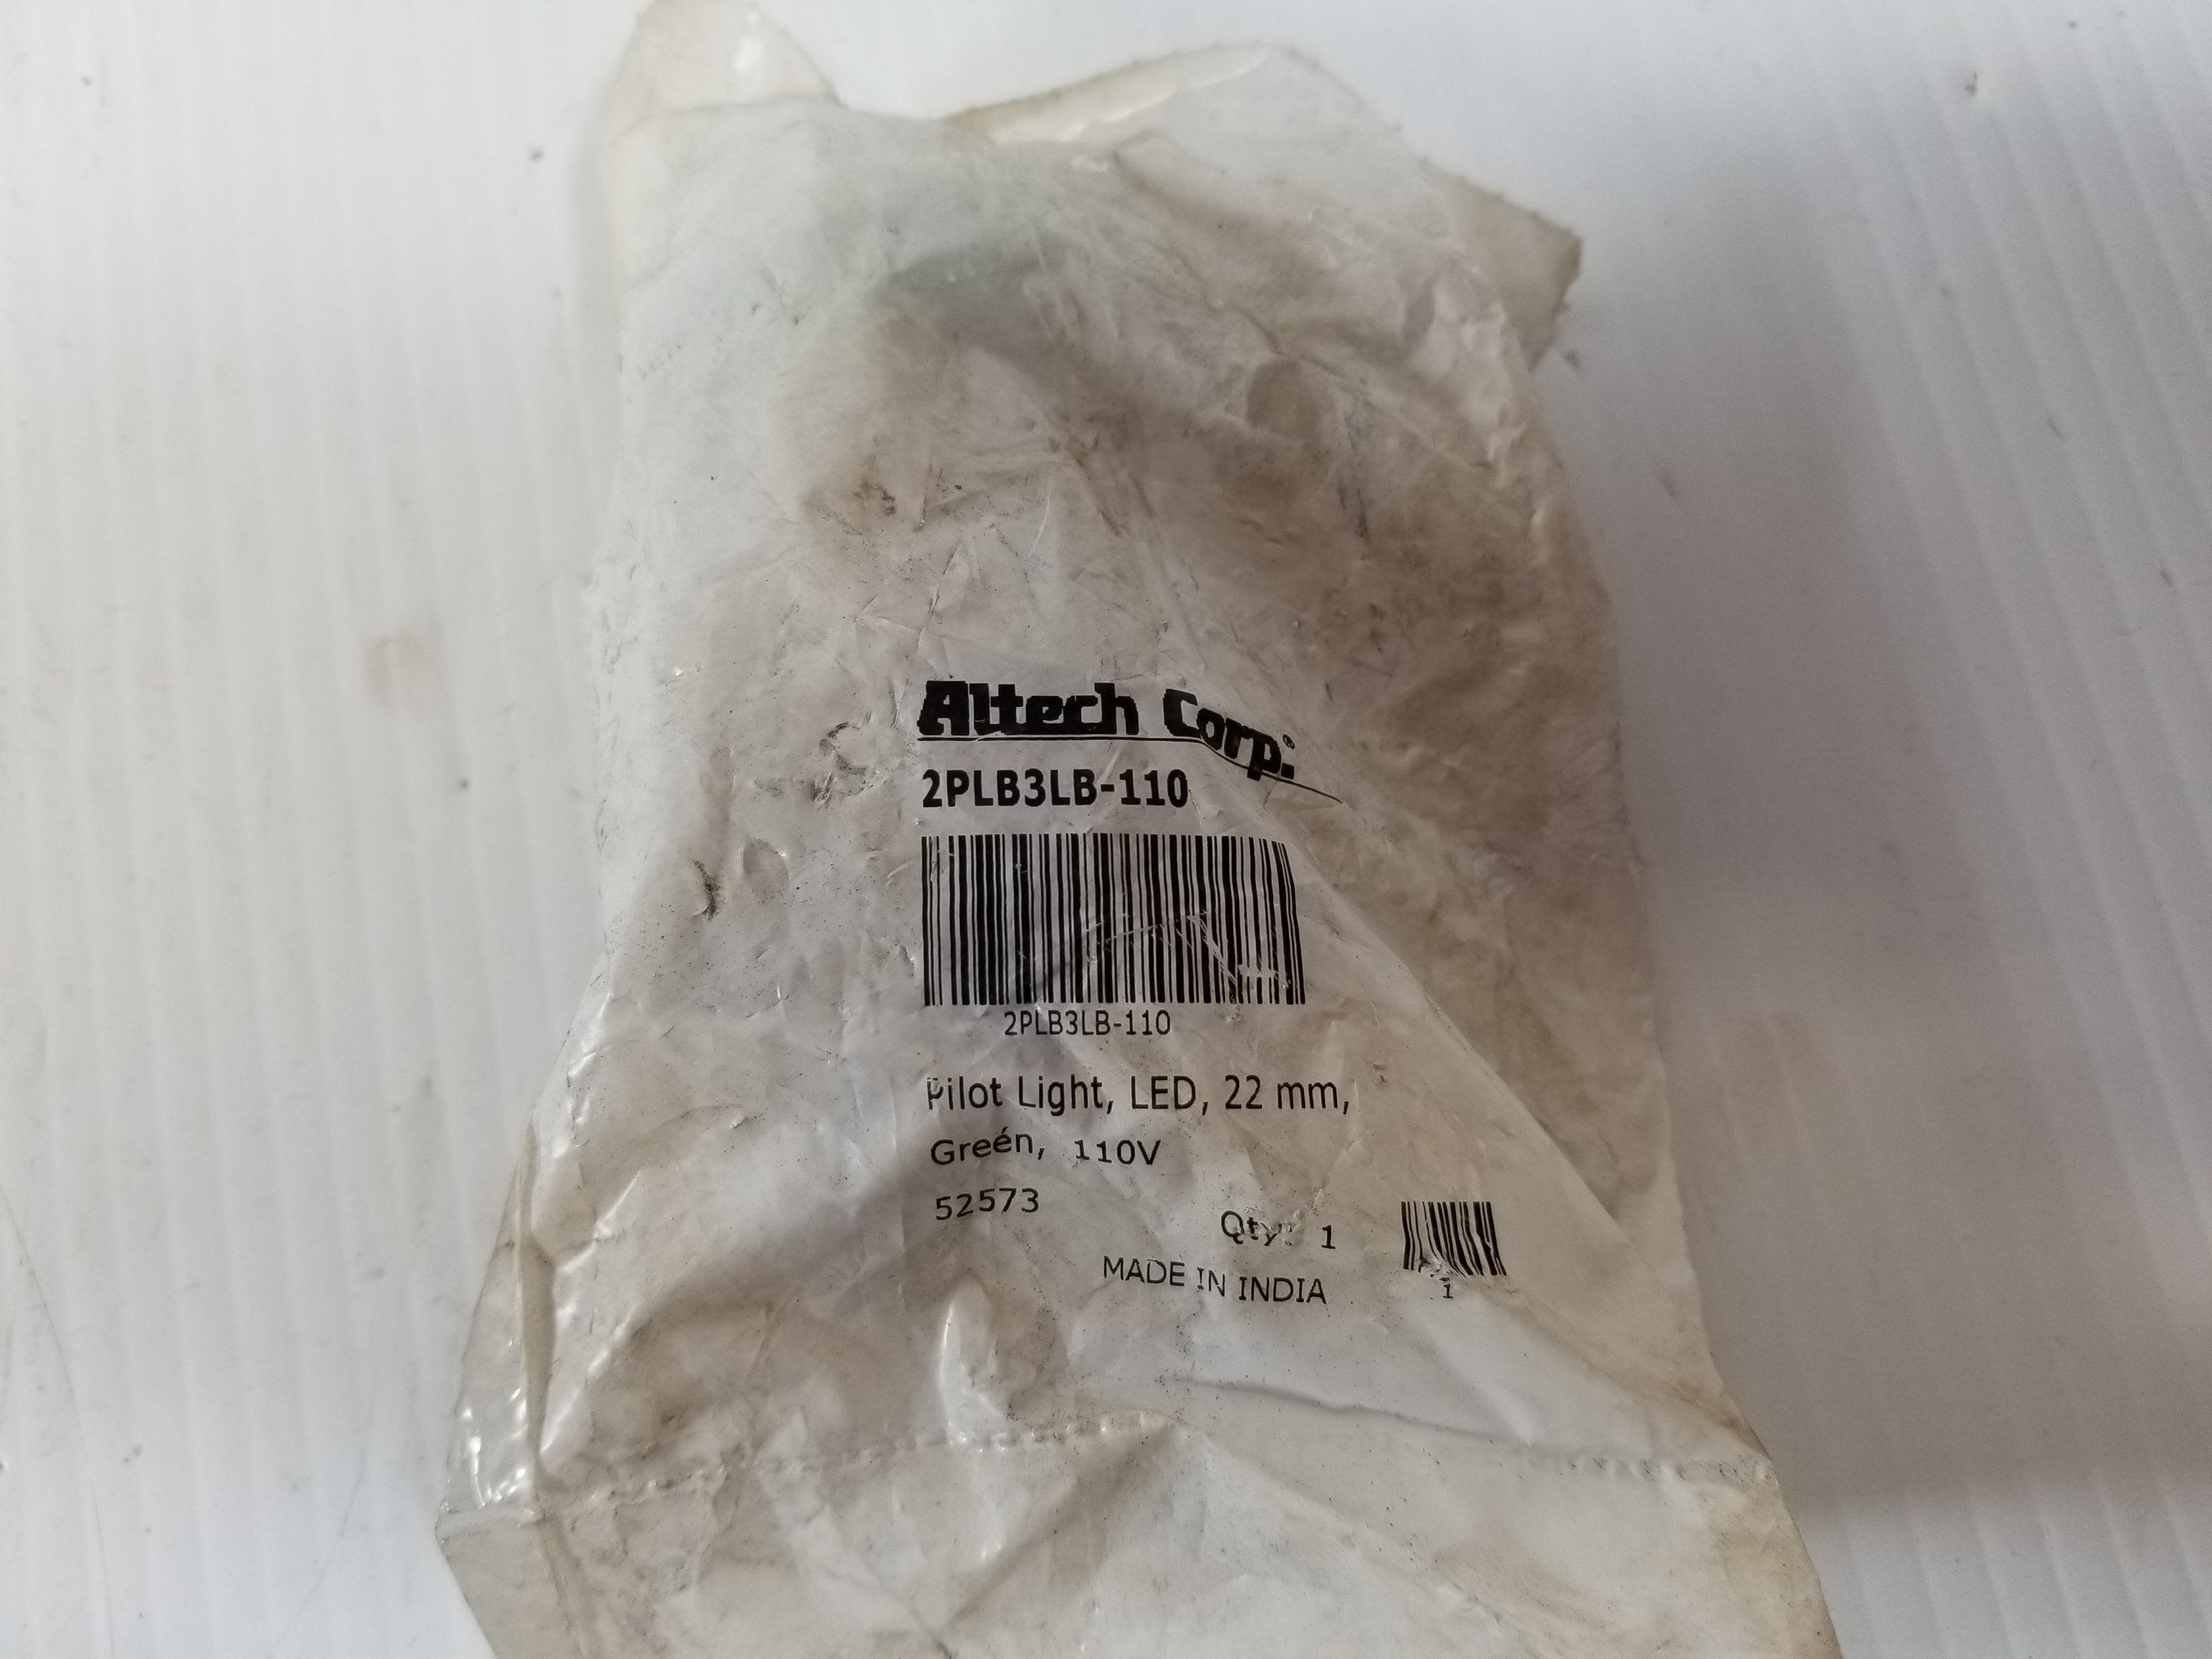 Altech Corp.®
2PLB3LB-110
2PLB3LB-110
Pilot Light, LED, 22 mm,
Green, 110V
52573
Qty: 1
MADE IN INDIA
1